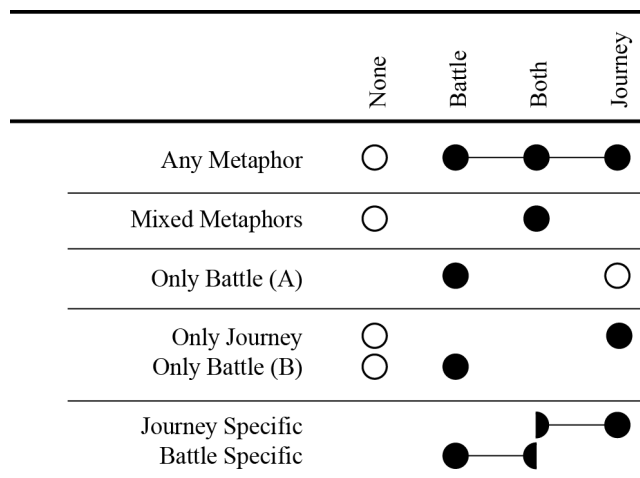 None
Battle
Both
Journey
Any Metaphor
Mixed Metaphors
Only Battle (A)
Only Journey
Only Battle (B)
Journey Specific
Battle Specific